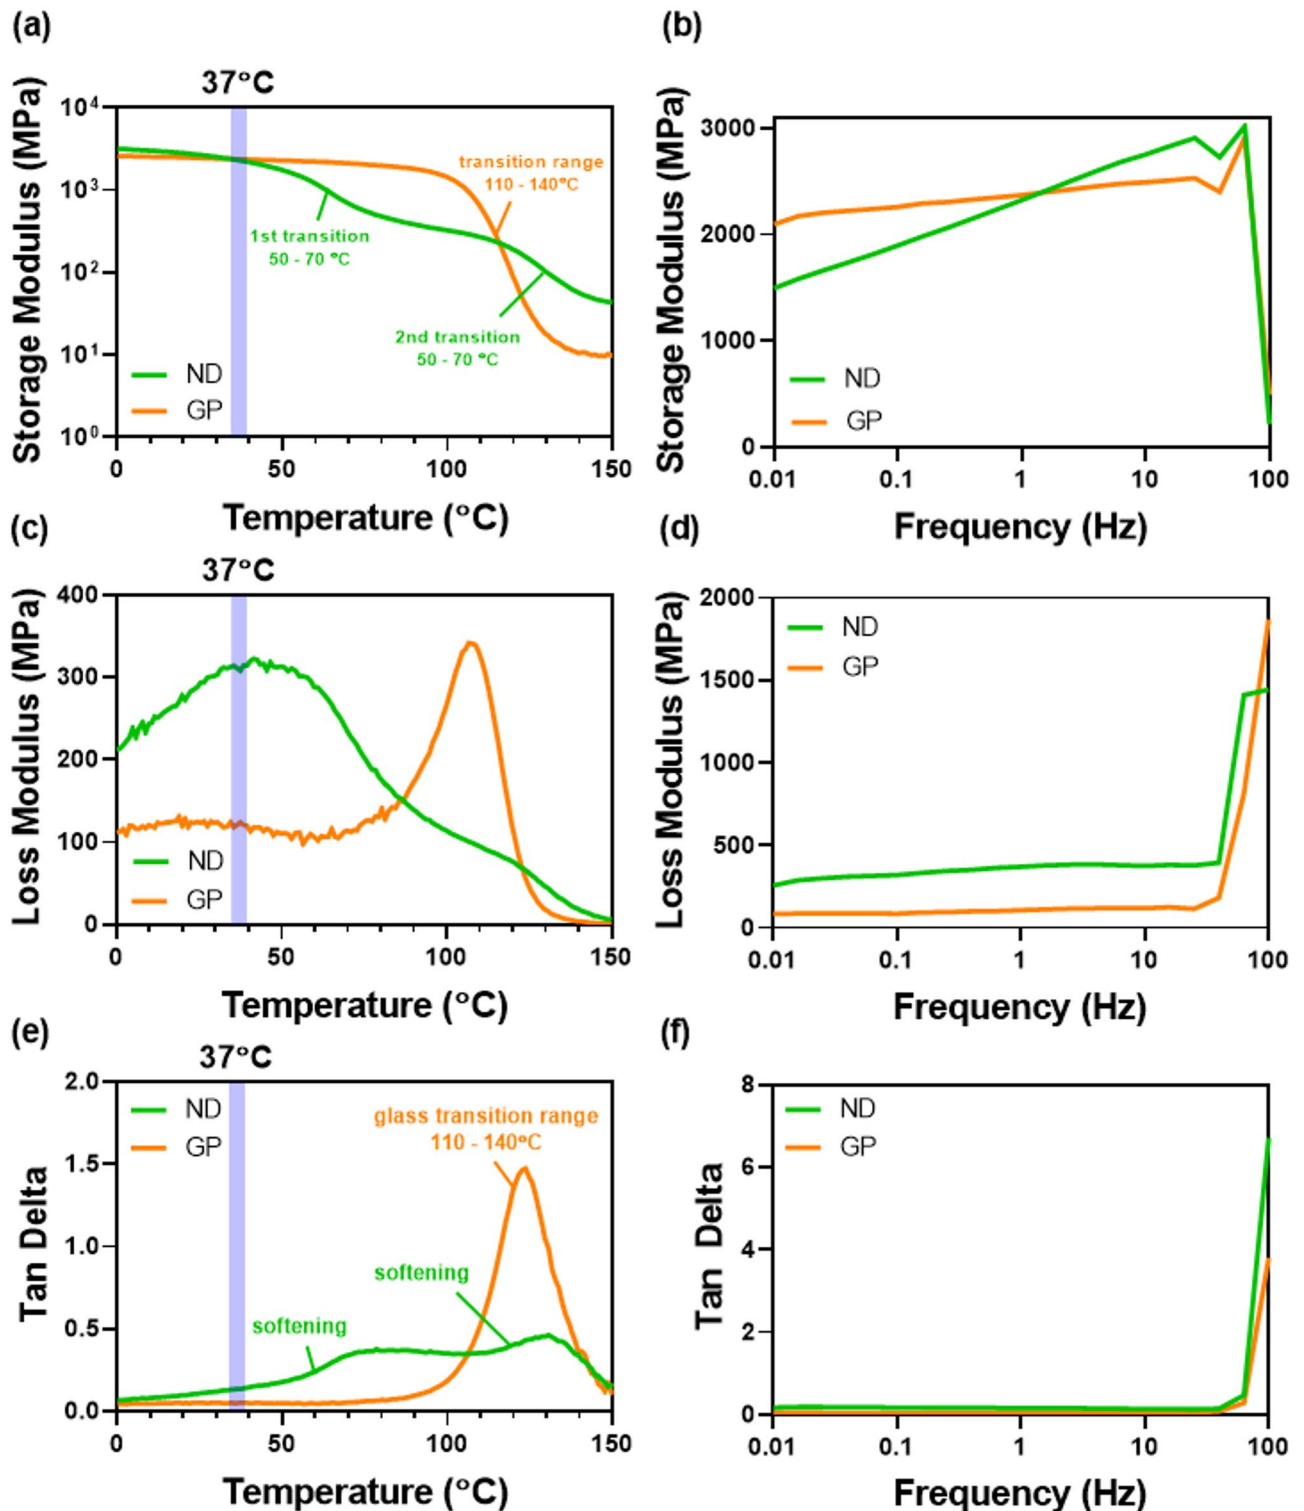 (a)
37°C
Storage Modulus (MPa)
10⁴
10³
10²
10¹
10⁰
transition range
110 - 140°C
1st transition
50 - 70 °C
2nd transition
50 - 70 °C
ND
GP
0
50
100
150
Temperature (°C)
(b)
Storage Modulus (MPa)
3000
2000
1000
0
ND
GP
0.01
0.1
1
10
100
Frequency (Hz)
(c)
37°C
Loss Modulus (MPa)
400
300
200
100
0
ND
GP
0
50
100
150
Temperature (°C)
(d)
Loss Modulus (MPa)
2000
1500
1000
500
0
ND
GP
0.01
0.1
1
10
100
Frequency (Hz)
(e)
37°C
Tan Delta
2.0
1.5
1.0
0.5
0.0
ND
GP
glass transition range
110 - 140°C
softening
softening
0
50
100
150
Temperature (°C)
(f)
Tan Delta
8
6
4
2
0
ND
GP
0.01
0.1
1
10
100
Frequency (Hz)